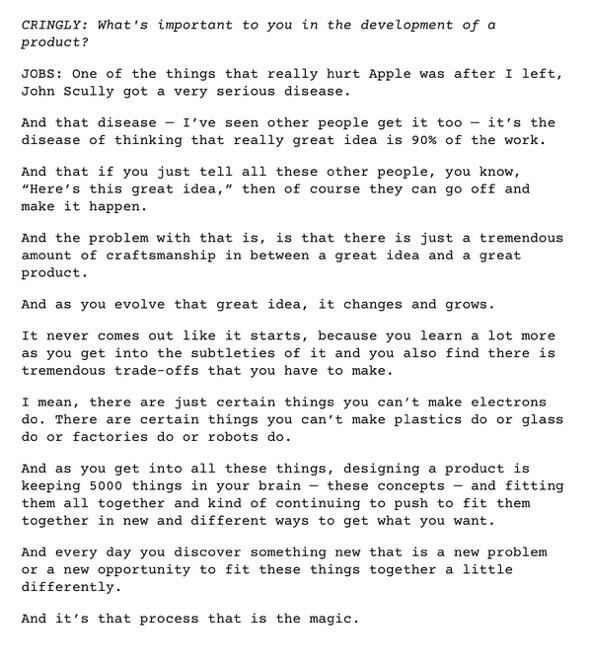 CRINGLY: What's important to you in the development of a
product?
JOBS: One of the things that really hurt Apple was after I left,
John Scully got a very serious disease.
And that disease — I’ve seen other people get it too — it’s the
disease of thinking that really great idea is 90% of the work.
And that if you just tell all these other people, you know,
“Here’s this great idea,” then of course they can go off and
make it happen.
And the problem with that is, is that there is just a tremendous
amount of craftsmanship in between a great idea and a great
product.
And as you evolve that great idea, it changes and grows.
It never comes out like it starts, because you learn a lot more
as you get into the subtleties of it and you also find there is
tremendous trade-offs that you have to make.
I mean, there are just certain things you can’t make electrons
do. There are certain things you can’t make plastics do or glass
do or factories do or robots do.
And as you get into all these things, designing a product is
keeping 5000 things in your brain — these concepts — and fitting
them all together and kind of continuing to push to fit them
together in new and different ways to get what you want.
And every day you discover something new that is a new problem
or a new opportunity to fit these things together a little
differently.
And it’s that process that is the magic.